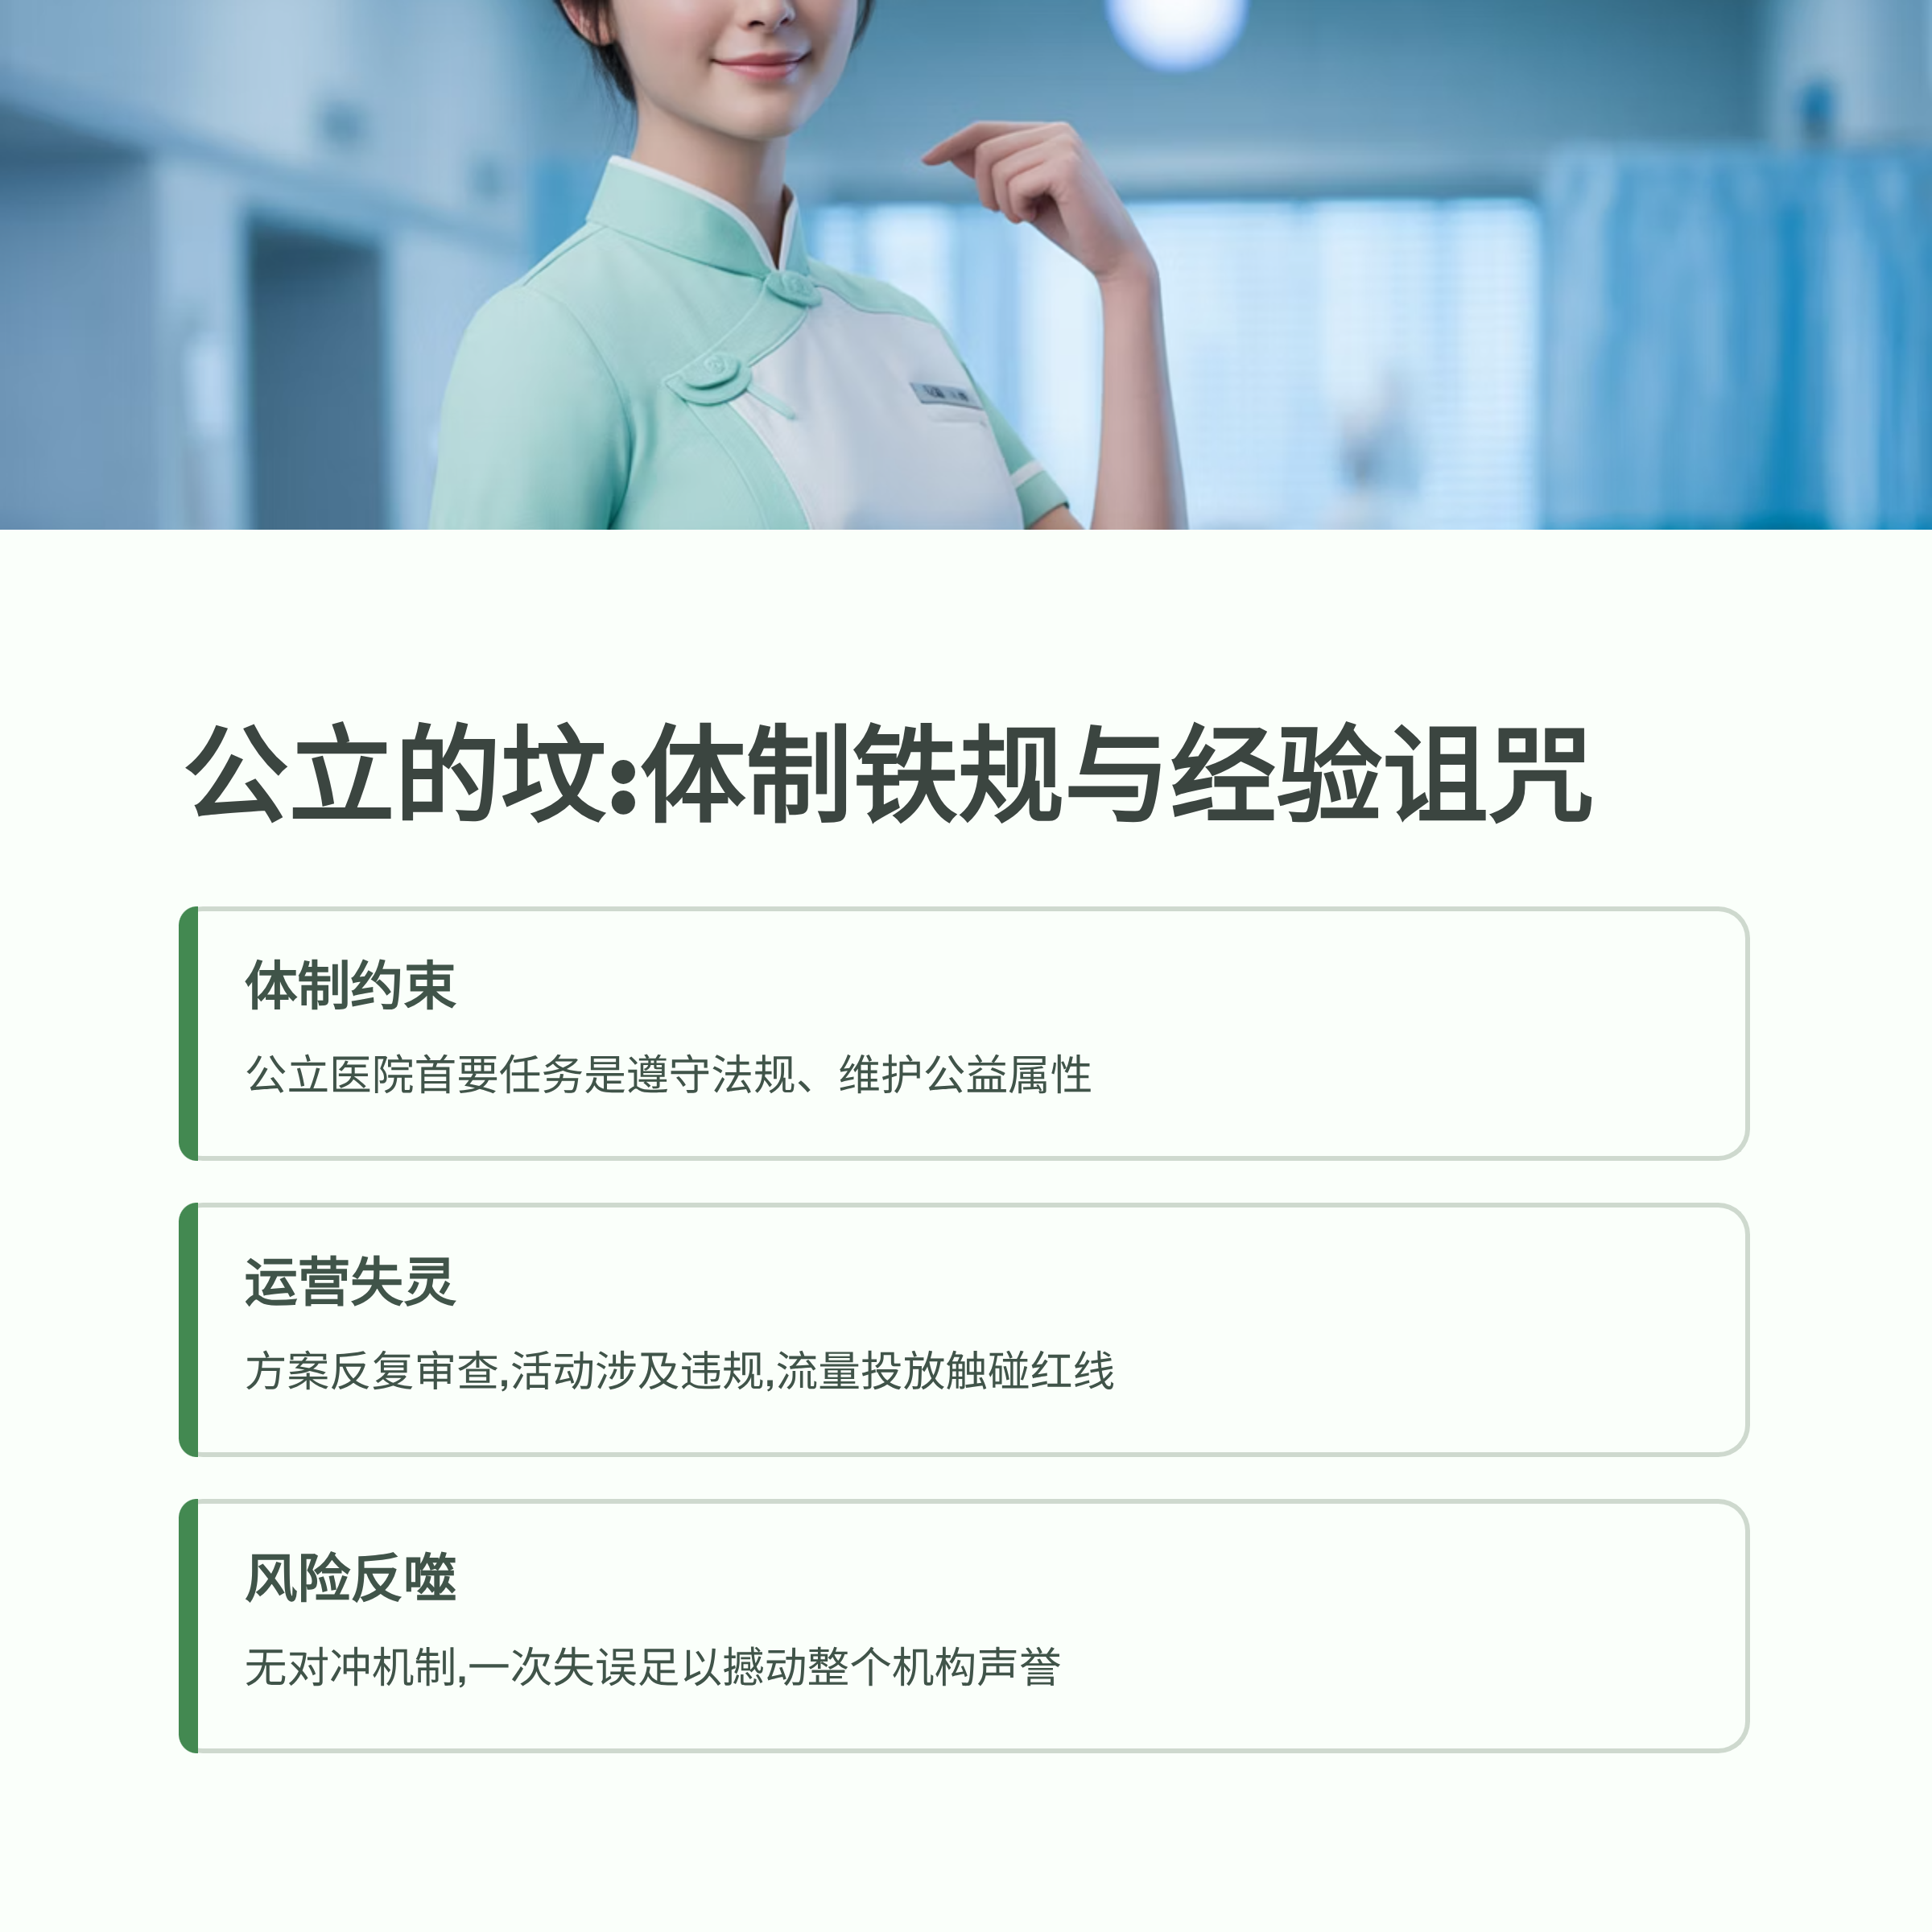 公立的坟:体制铁规与经验诅咒
体制约束
公立医院首要任务是遵守法规、维护公益属性
运营失灵
方案反复审查,活动涉及违规,流量投放触碰红线
风险反噬
无对冲机制,一次失误足以撼动整个机构声誉